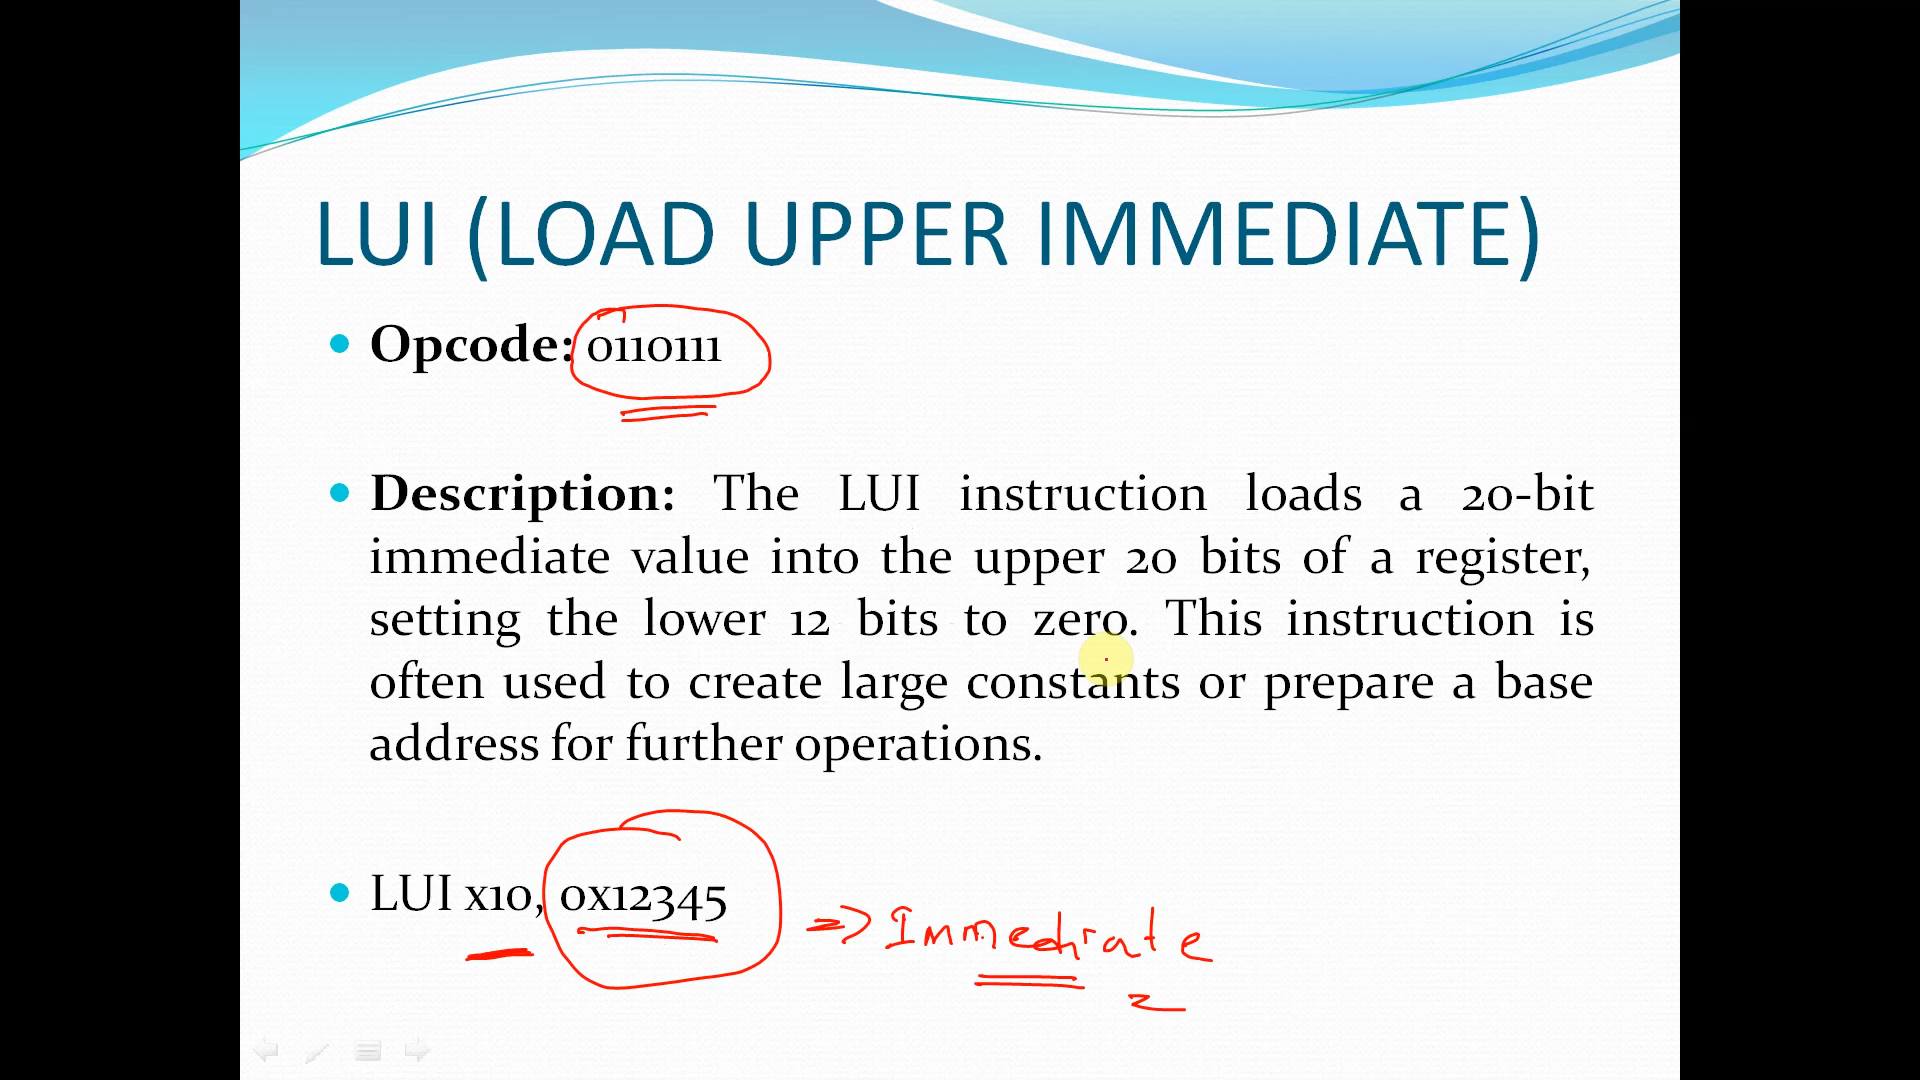 LUI (LOAD UPPER IMMEDIATE)
Opcode: 0110111
Description: The LUI instruction loads a 20-bit
immediate value into the upper 20 bits of a register,
setting the lower 12 bits to zero. This instruction is
often used to create large constants or prepare a base
address for further operations.
LUI x10, 0x12345 => Immediate